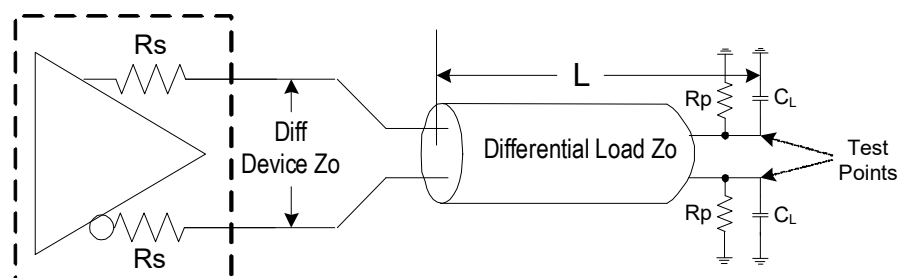 Rs
L
Rp
CL
Diff
Device Zo
Differential Load Zo
Test
Points
Rs
Rp
CL